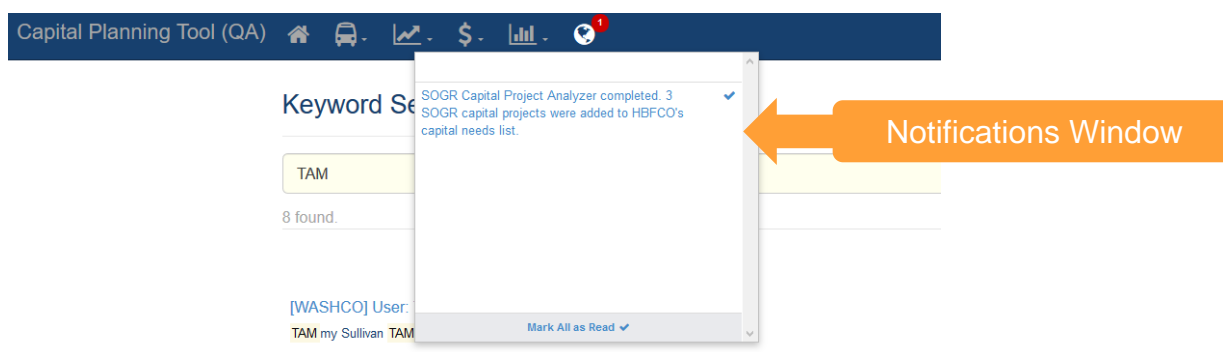 Capital Planning Tool (QA)
1
Keyword Se
SOGR Capital Project Analyzer completed. 3
SOGR capital projects were added to HBFCO's
capital needs list.
Notifications Window
TAM
8 found.
[WASHCO] User:
TAM my Sullivan TAM
Mark All as Read